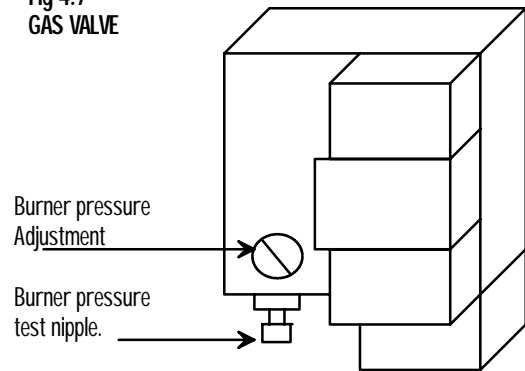 Fig 4.7
GAS VALVE
Burner pressure
Adjustment
Burner pressure
test nipple.